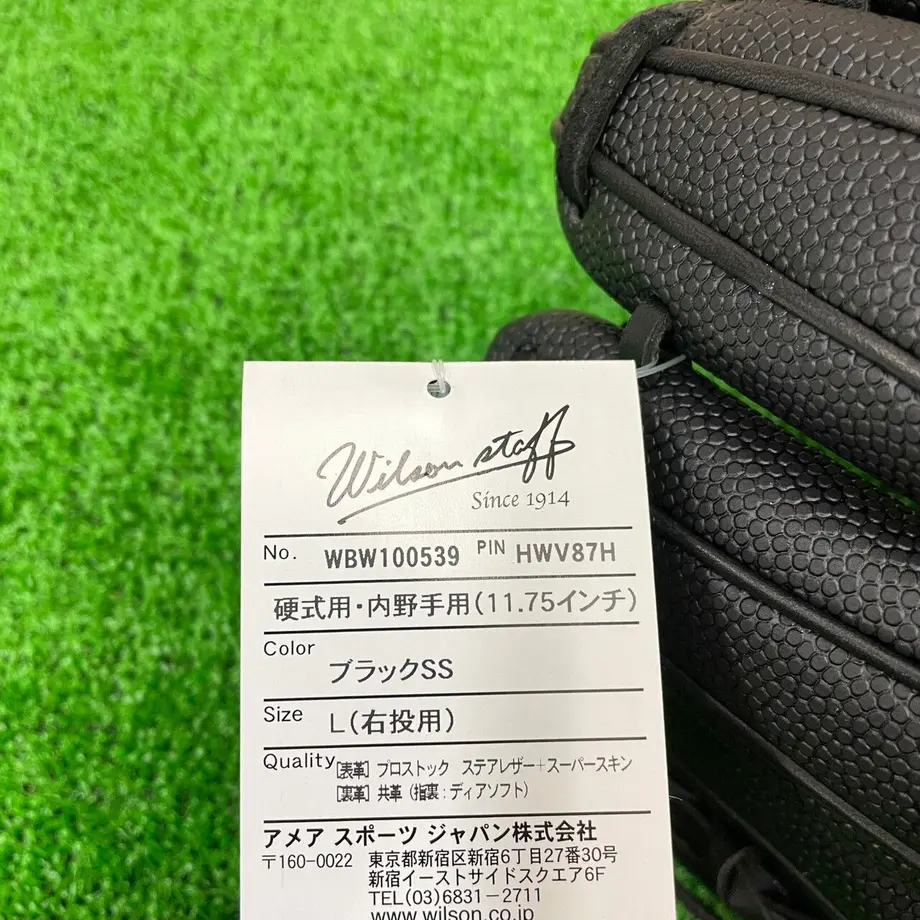 Wilson staff
Since 1914
No. WBW100539 PIN HWV87H
硬式用・内野手用(11.75インチ)
Color
ブラックSS
Size L(右投用)
Quality [表革] プロストック ステアレザー+スーパースキン
[裏革] 共革 (指裏:ディアソフト)
アメア スポーツ ジャパン株式会社
〒160-0022 東京都新宿区新宿6丁目27番30号
新宿イーストサイドスクエア6F
TEL(03)6831-2711
www.wilson.co.jp